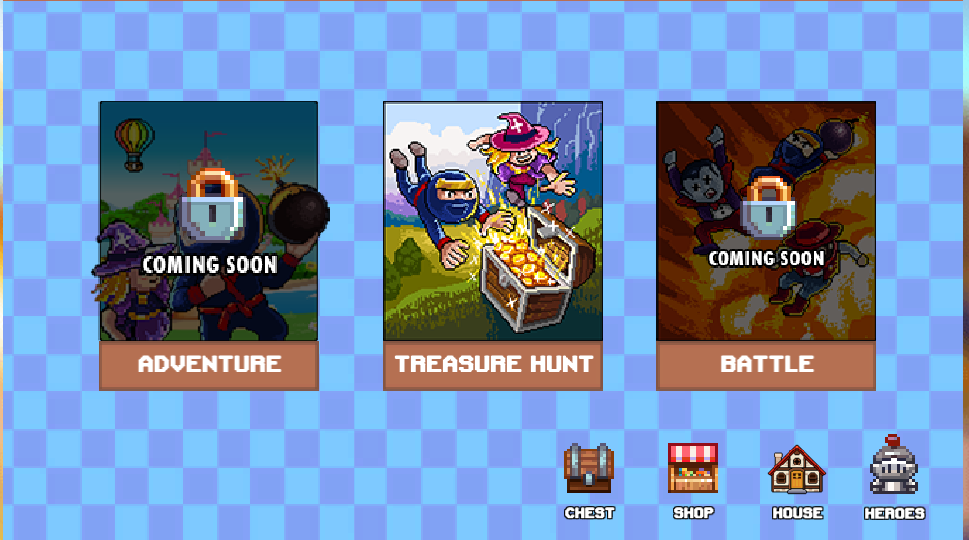 COMING SOON
COMING SOON
ADVENTURE
TREASURE HUNT
BATTLE
CHEST
SHOP
HOUSE
HEROES